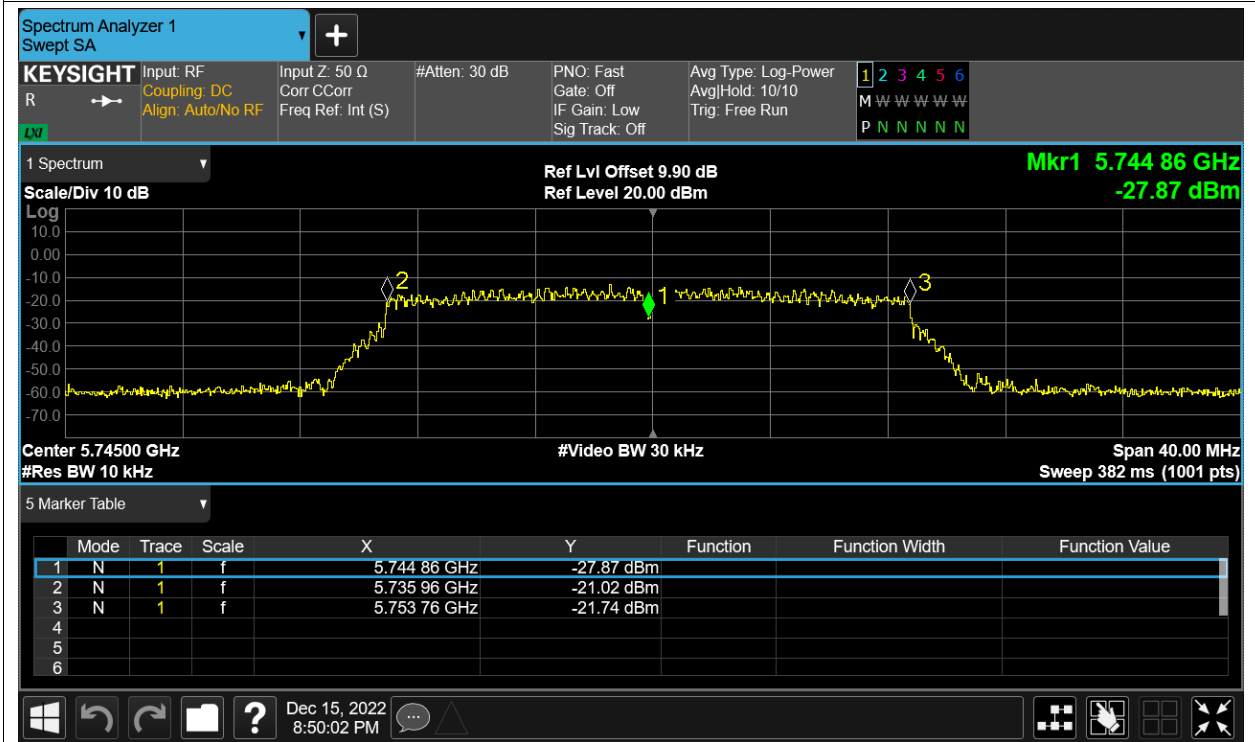 Spectrum Analyzer 1
Swept SA
+
KEYSIGHT Input: RF Input Z: 50 Ω #Atten: 30 dB PNO: Fast Avg Type: Log-Power 1 2 3 4 5 6
R Coupling: DC Corr CCorr Gate: Off Avg|Hold: 10/10 M W W W W W
Align: Auto/No RF Freq Ref: Int (S) IF Gain: Low Trig: Free Run
LXI Sig Track: Off P N N N N N
1 Spectrum Ref Lvl Offset 9.90 dB Mkr1 5.744 86 GHz
Scale/Div 10 dB Ref Level 20.00 dBm -27.87 dBm
Log
10.0
0.00
-10.0
2 3
-20.0
1
-30.0
-40.0
-50.0
-60.0
-70.0
Center 5.74500 GHz #Video BW 30 kHz Span 40.00 MHz
#Res BW 10 kHz Sweep 382 ms (1001 pts)
5 Marker Table
Mode Trace Scale X Y Function Function Width Function Value
1 N 1 f 5.744 86 GHz -27.87 dBm
2 N 1 f 5.735 96 GHz -21.02 dBm
3 N 1 f 5.753 76 GHz -21.74 dBm
4
5
6
? Dec 15, 2022
8:50:02 PM